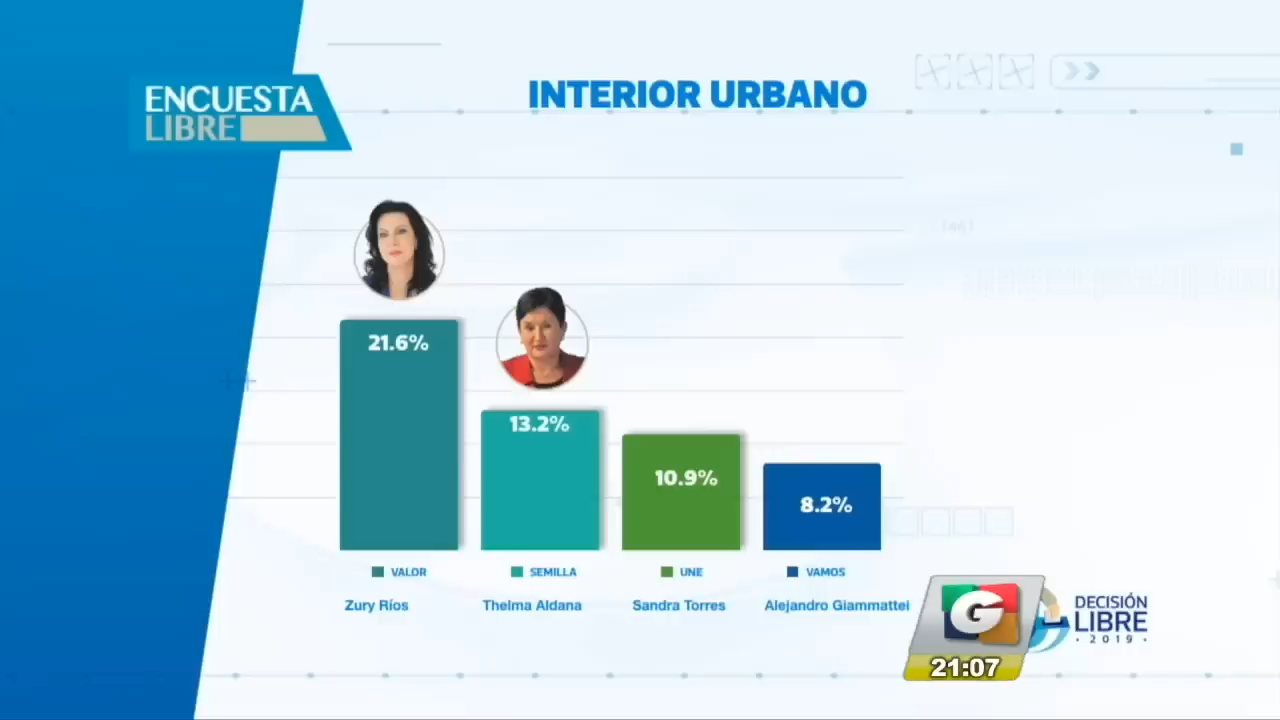 ENCUESTA
LIBRE
INTERIOR URBANO
21.6%
13.2%
10.9%
8.2%
VALOR
SEMILLA
UNE
VAMOS
Zury Ríos
Thelma Aldana
Sandra Torres
Alejandro Giammattei
G
21:07
DECISIÓN
LIBRE
· 2019 ·